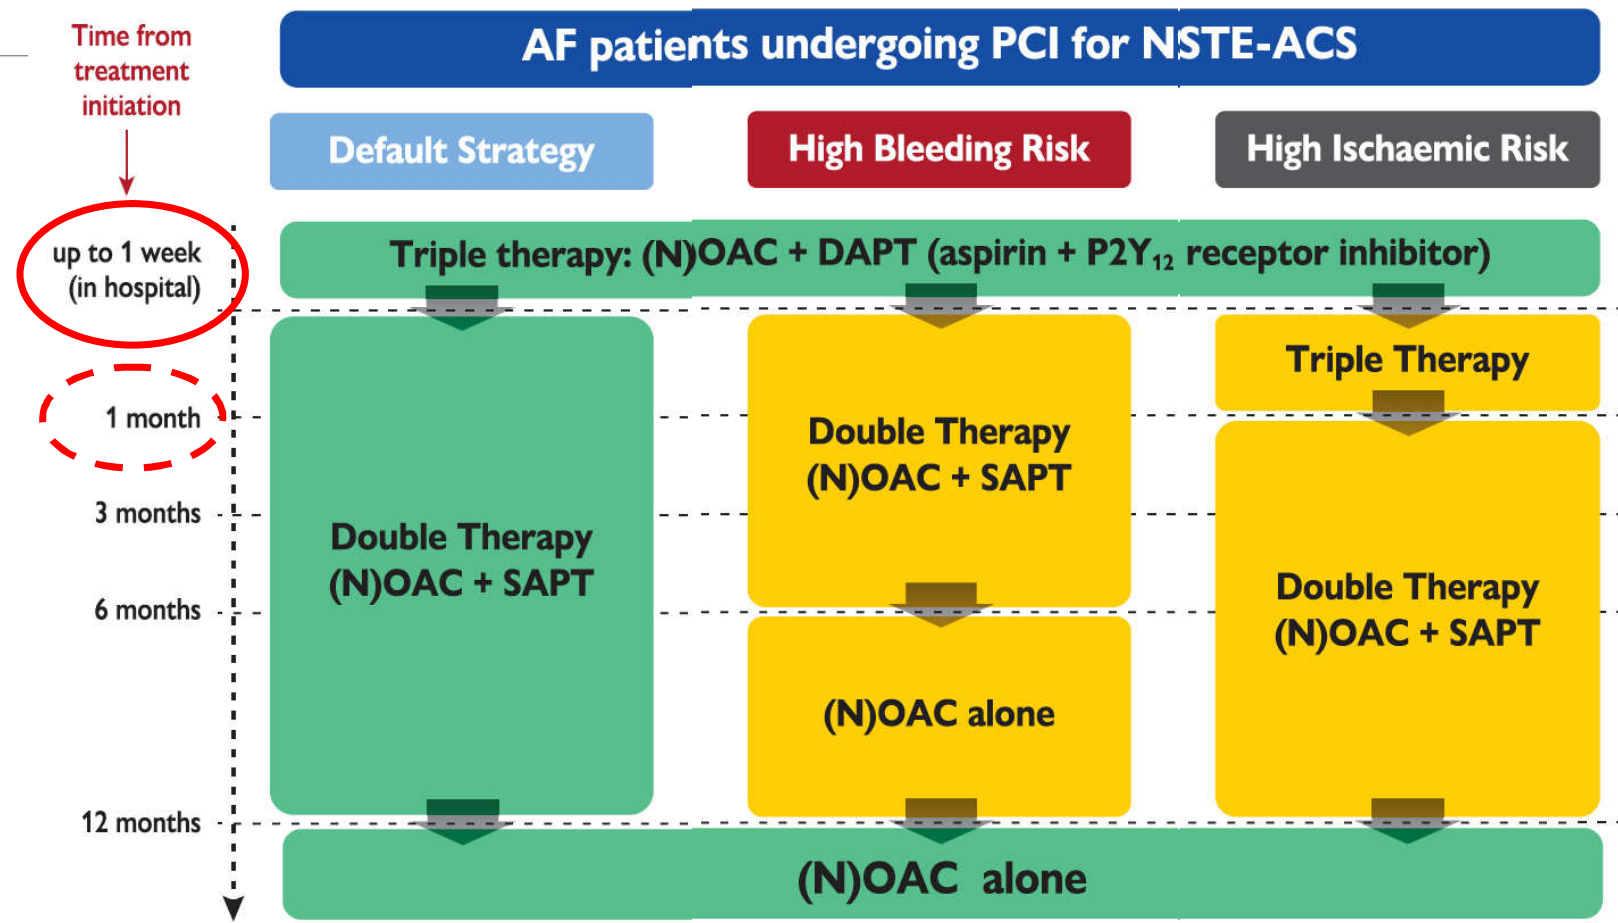 Time from
treatment
initiation
AF patients undergoing PCI for NSTE-ACS
Default Strategy
High Bleeding Risk
High Ischaemic Risk
up to 1 week
(in hospital)
Triple therapy: (N)OAC + DAPT (aspirin + P2Y₁₂ receptor inhibitor)
Triple Therapy
1 month
Double Therapy
(N)OAC + SAPT
3 months
Double Therapy
(N)OAC + SAPT
Double Therapy
(N)OAC + SAPT
6 months
(N)OAC alone
12 months
(N)OAC alone